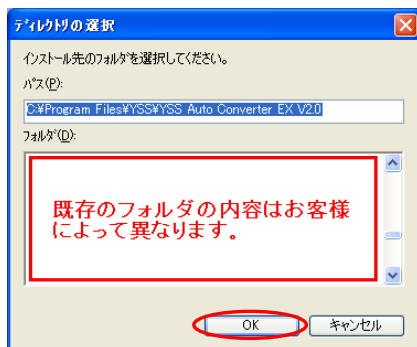 ディレクトリの選択
インストール先のフォルダを選択してください。
パス(P):
C:¥Program Files¥YSS¥YSS Auto Converter EX V2.0
フォルダ(D):
既存のフォルダの内容はお客様
によって異なります。
OK
キャンセル